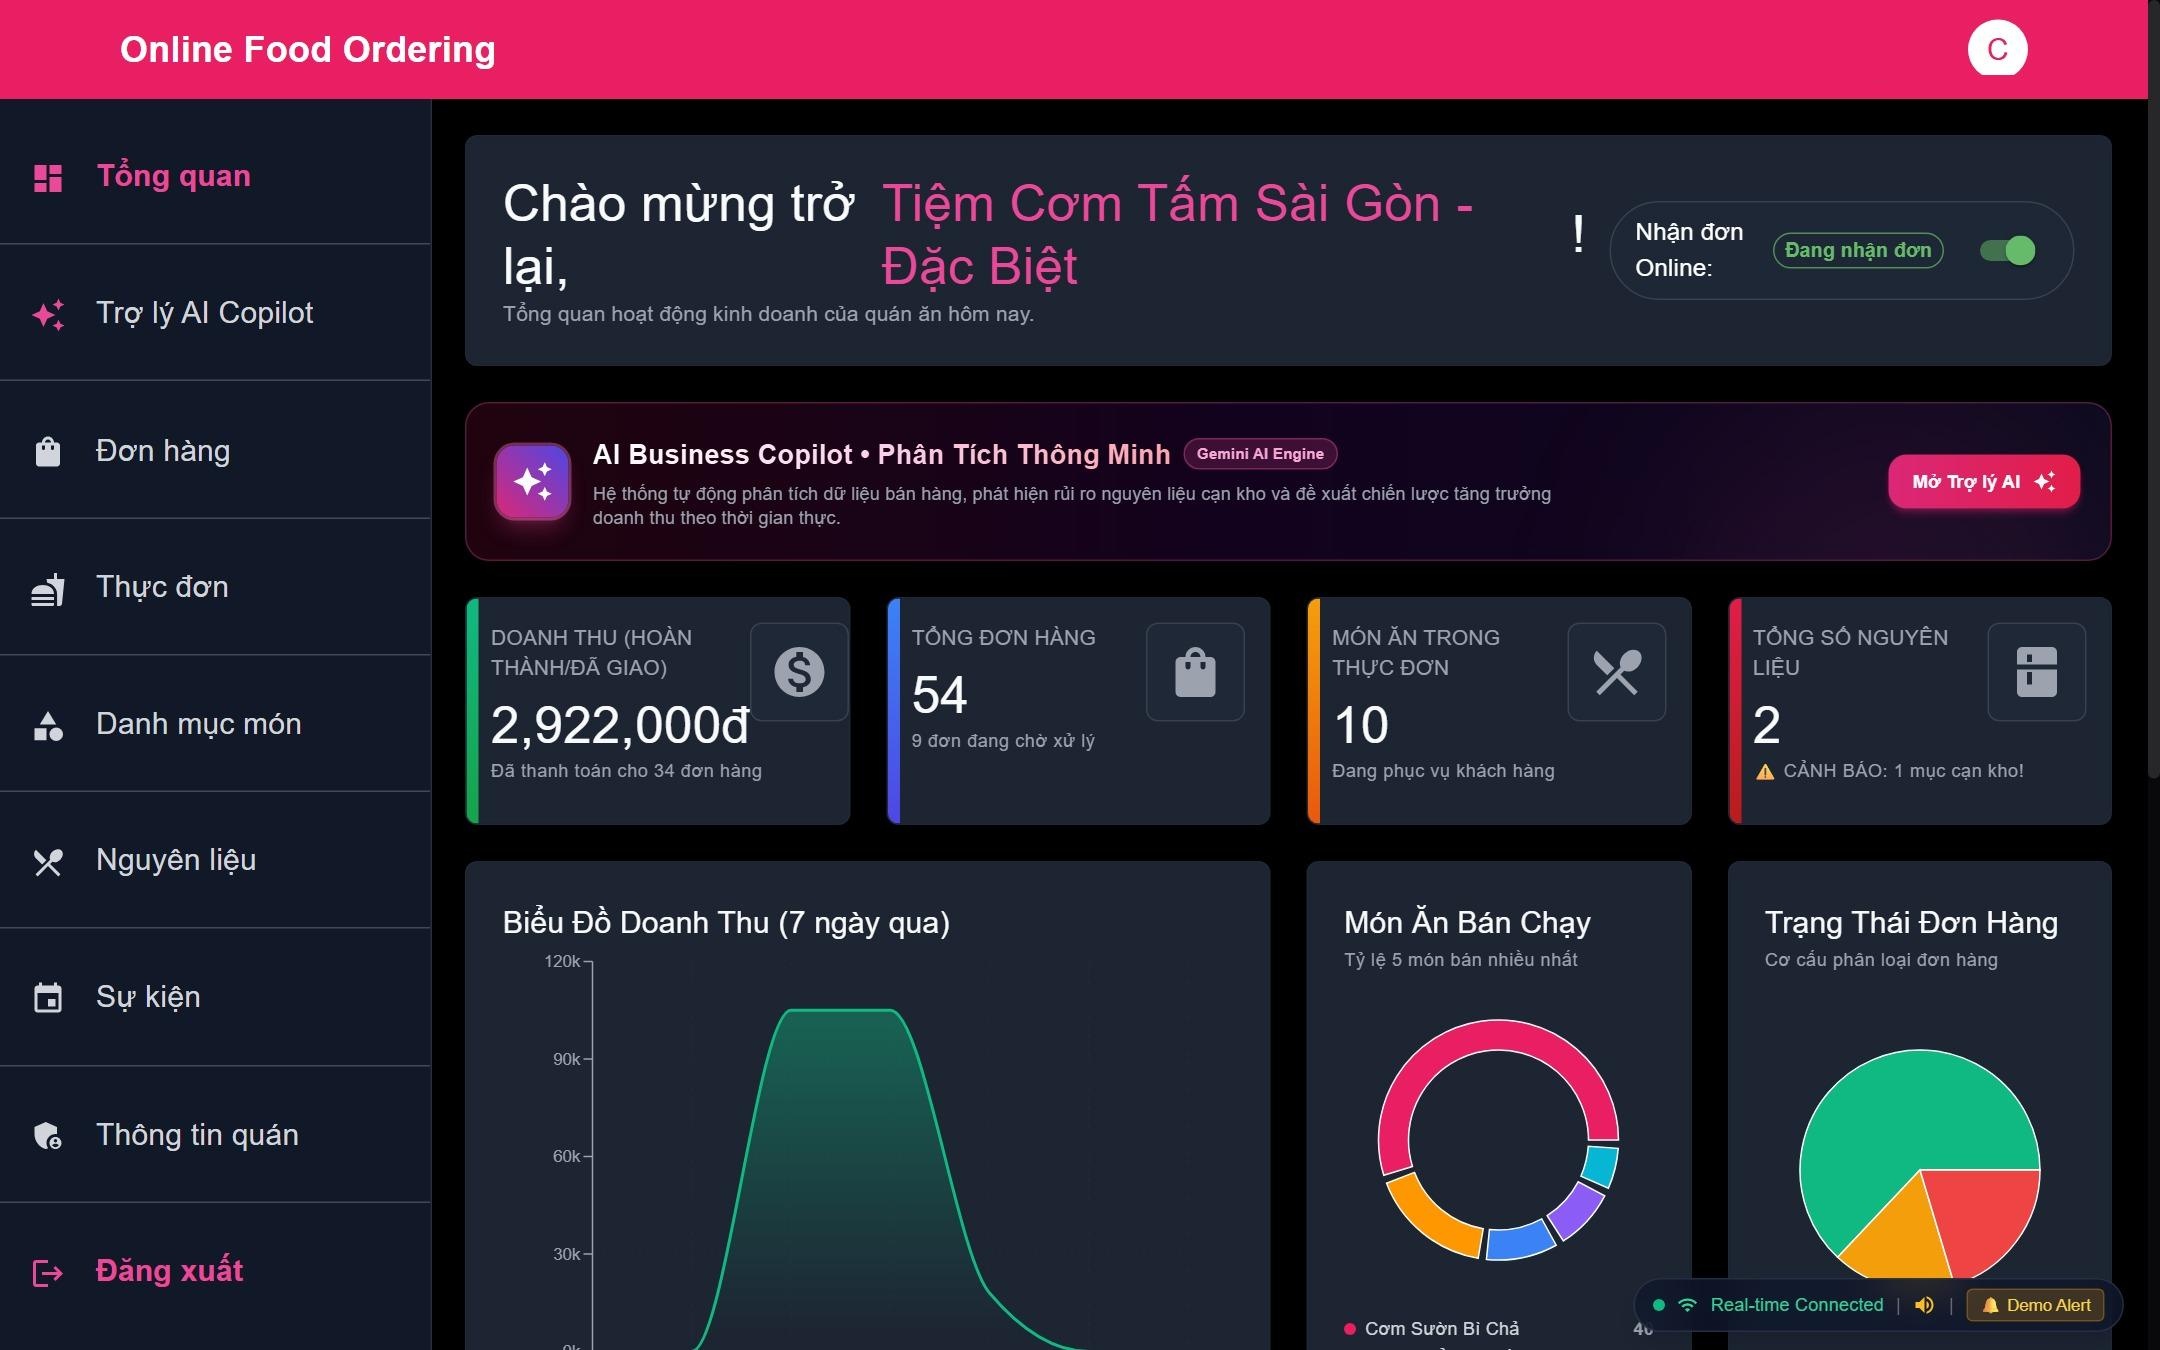 Online Food Ordering
C
Tổng quan
Trợ lý AI Copilot
Đơn hàng
Thực đơn
Danh mục món
Nguyên liệu
Sự kiện
Thông tin quán
Đăng xuất
Chào mừng trở
lại,
Tiệm Cơm Tấm Sài Gòn -
Đặc Biệt
!
Tổng quan hoạt động kinh doanh của quán ăn hôm nay.
Nhận đơn
Online:
Đang nhận đơn
AI Business Copilot • Phân Tích Thông Minh
Gemini AI Engine
Hệ thống tự động phân tích dữ liệu bán hàng, phát hiện rủi ro nguyên liệu cạn kho và đề xuất chiến lược tăng trưởng
doanh thu theo thời gian thực.
Mở Trợ lý AI
DOANH THU (HOÀN
THÀNH/ĐÃ GIAO)
2,922,000đ
Đã thanh toán cho 34 đơn hàng
TỔNG ĐƠN HÀNG
54
9 đơn đang chờ xử lý
MÓN ĂN TRONG
THỰC ĐƠN
10
Đang phục vụ khách hàng
TỔNG SỐ NGUYÊN
LIỆU
2
CẢNH BÁO: 1 mục cạn kho!
Biểu Đồ Doanh Thu (7 ngày qua)
120k
90k
60k
30k
Món Ăn Bán Chạy
Tỷ lệ 5 món bán nhiều nhất
Cơm Sườn Bì Chả
Trạng Thái Đơn Hàng
Cơ cấu phân loại đơn hàng
Real-time Connected | | Demo Alert